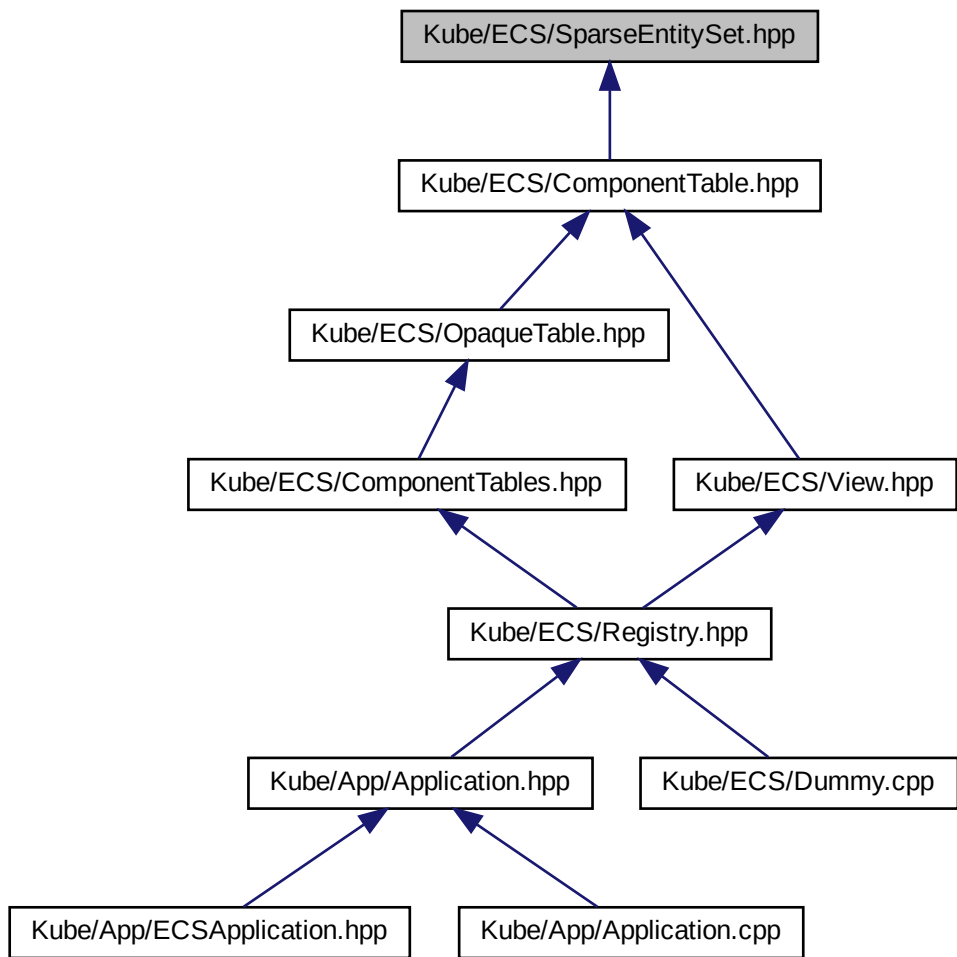 Kube/ECS/SparseEntitySet.hpp
Kube/ECS/ComponentTable.hpp
Kube/ECS/OpaqueTable.hpp
Kube/ECS/ComponentTables.hpp
Kube/ECS/View.hpp
Kube/ECS/Registry.hpp
Kube/App/Application.hpp
Kube/ECS/Dummy.cpp
Kube/App/ECSApplication.hpp
Kube/App/Application.cpp